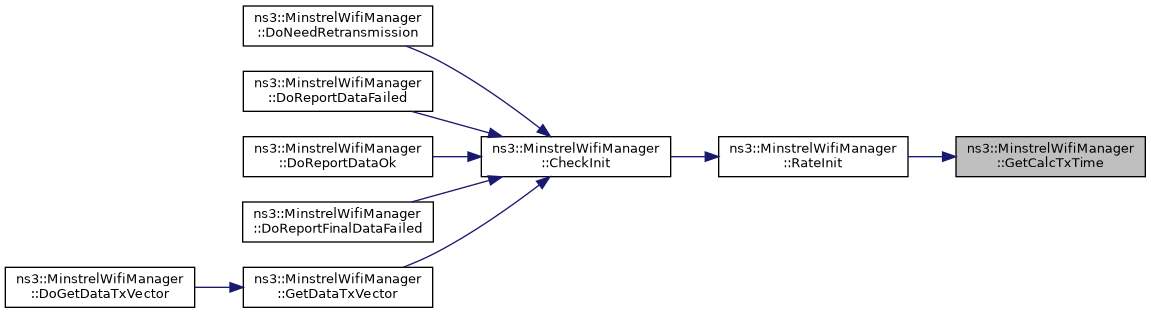 ns3::MinstrelWifiManager
::DoNeedRetransmission
ns3::MinstrelWifiManager
::DoReportDataFailed
ns3::MinstrelWifiManager
::DoReportDataOk
ns3::MinstrelWifiManager
::CheckInit
ns3::MinstrelWifiManager
::RateInit
ns3::MinstrelWifiManager
::GetCalcTxTime
ns3::MinstrelWifiManager
::DoReportFinalDataFailed
ns3::MinstrelWifiManager
::DoGetDataTxVector
ns3::MinstrelWifiManager
::GetDataTxVector